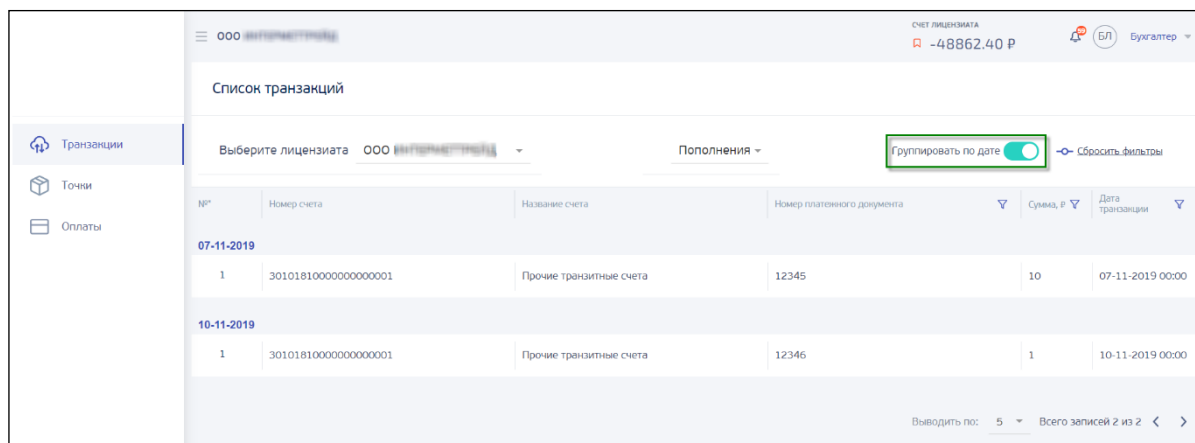 СЧЕТ ЛИЦЕНЗИАТА
ООО
-48862.40 ₽
БЛ
Бухгалтер
Список транзакций
Транзакции
Точки
Оплаты
Выберите лицензиата ООО
Пополнения
Группировать по дате
Сбросить фильтры
№*
Номер счета
Название счета
Номер платежного документа
Сумма, ₽
Дата
транзакции
07-11-2019
1 30101810000000000001 Прочие транзитные счета 12345 10 07-11-2019 00:00
10-11-2019
1 30101810000000000001 Прочие транзитные счета 12346 1 10-11-2019 00:00
Выводить по: 5 Всего записей 2 из 2